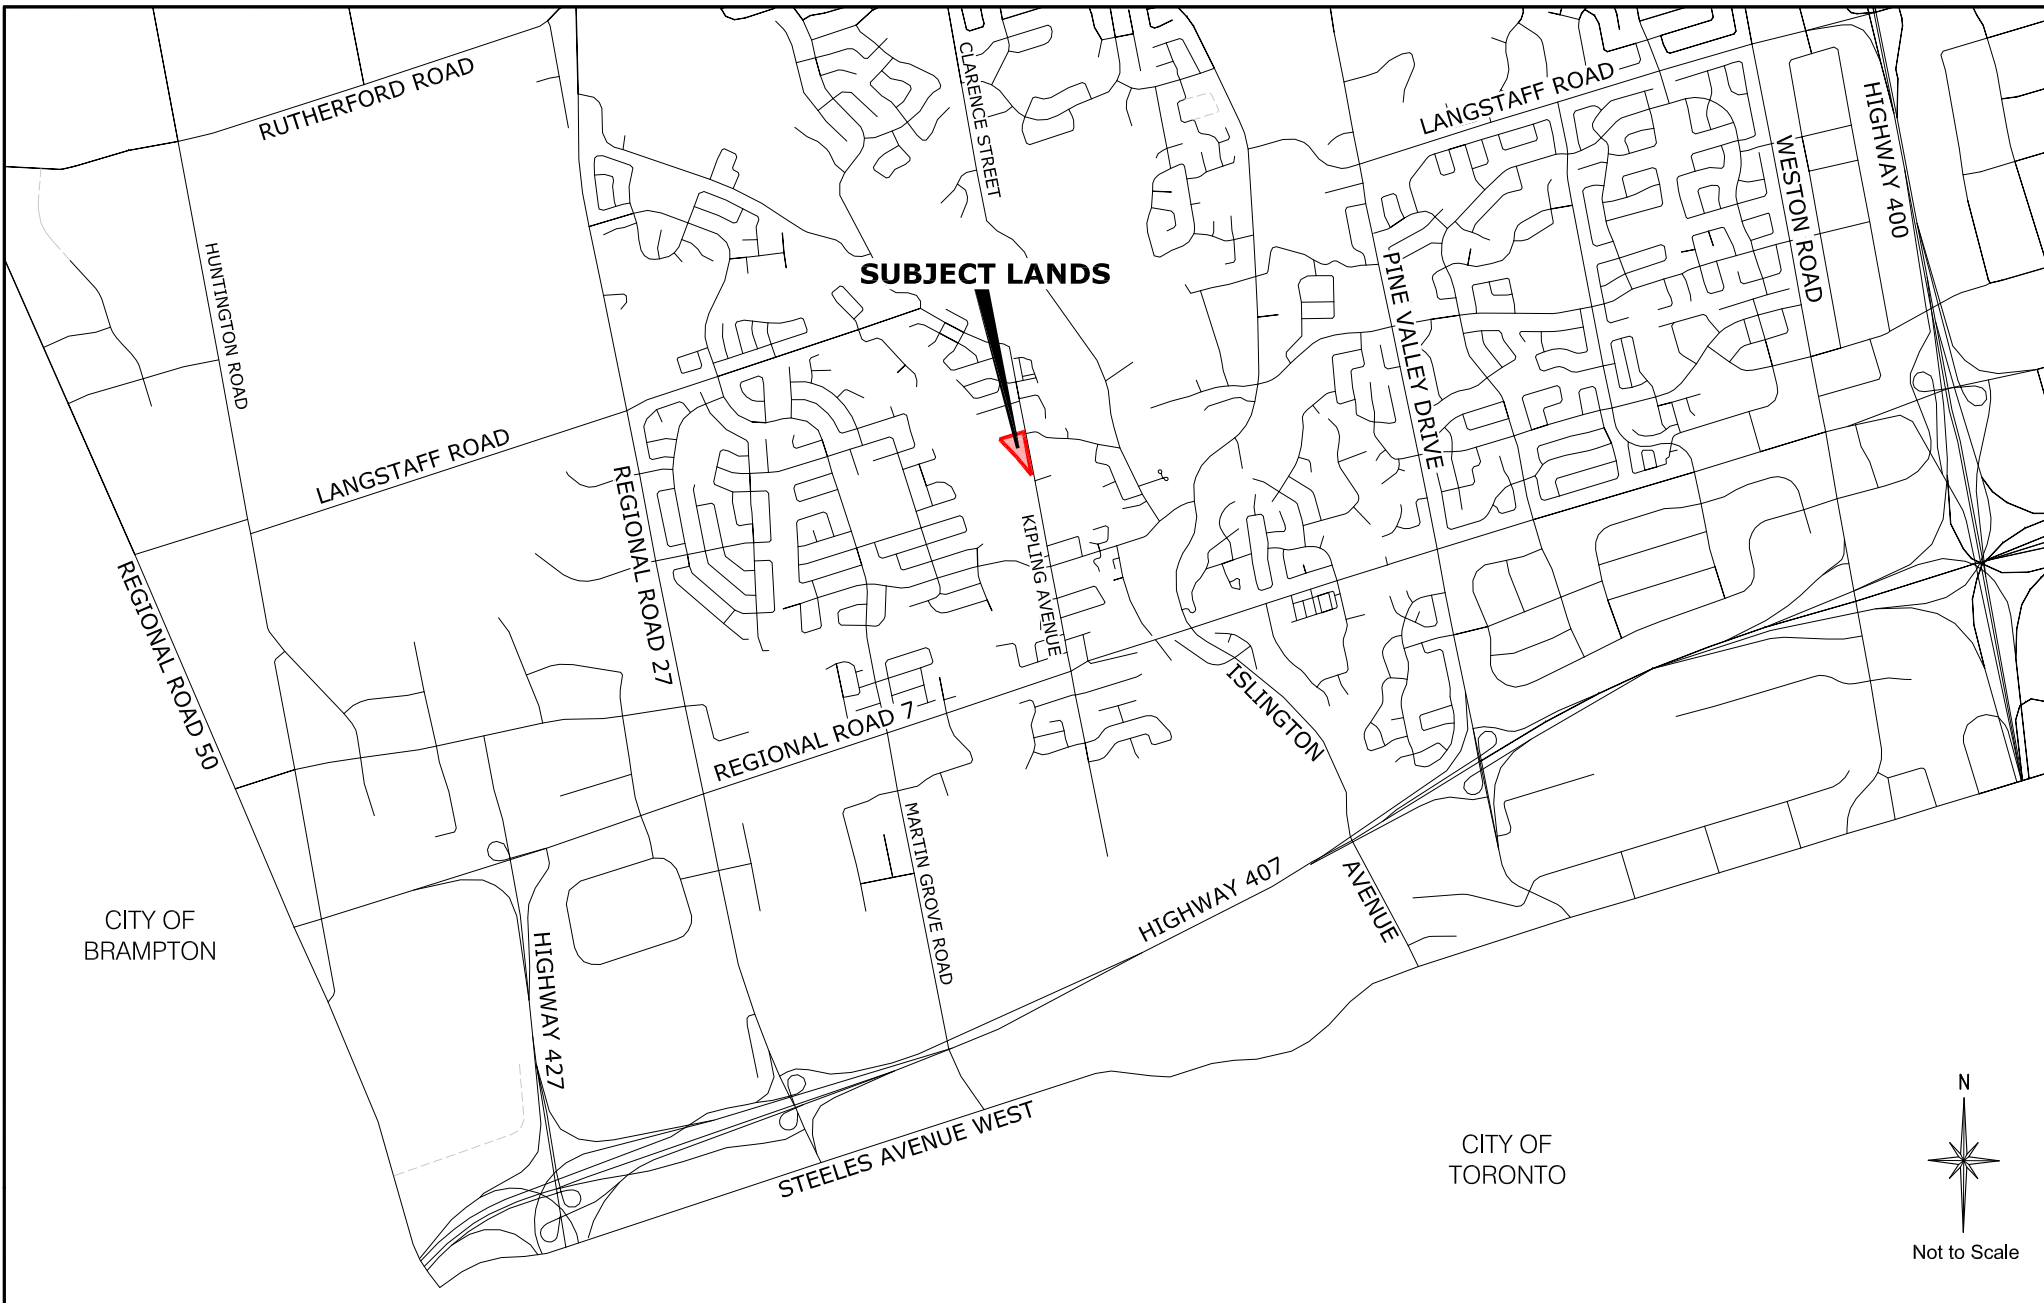 RUTHERFORD ROAD
CLARENCE STREET
LANGSTAFF ROAD
HIGHWAY 400
WESTON ROAD
HUNTINGTON ROAD
SUBJECT LANDS
PINE VALLEY DRIVE
LANGSTAFF ROAD
REGIONAL ROAD 27
KIPLING AVENUE
REGIONAL ROAD 50
ISLINGTON
AVENUE
REGIONAL ROAD 7
MARTIN GROVE ROAD
HIGHWAY 407
CITY OF
BRAMPTON
HIGHWAY 427
STEELES AVENUE WEST
CITY OF
TORONTO
N
Not to Scale